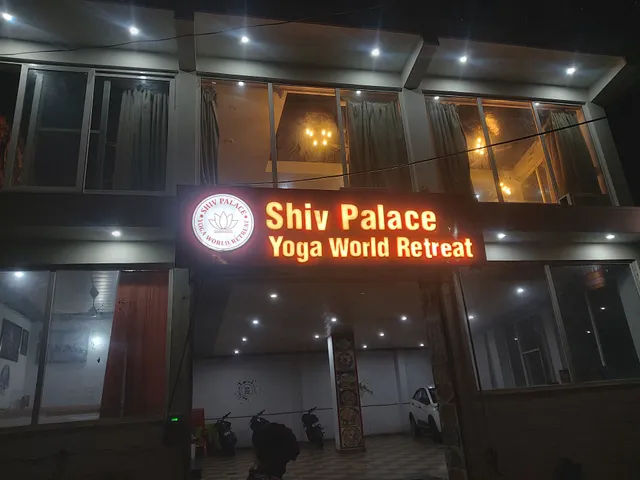 SHIV PALACE
YOGA WORLD RETREAT
Shiv Palace
Yoga World Retreat